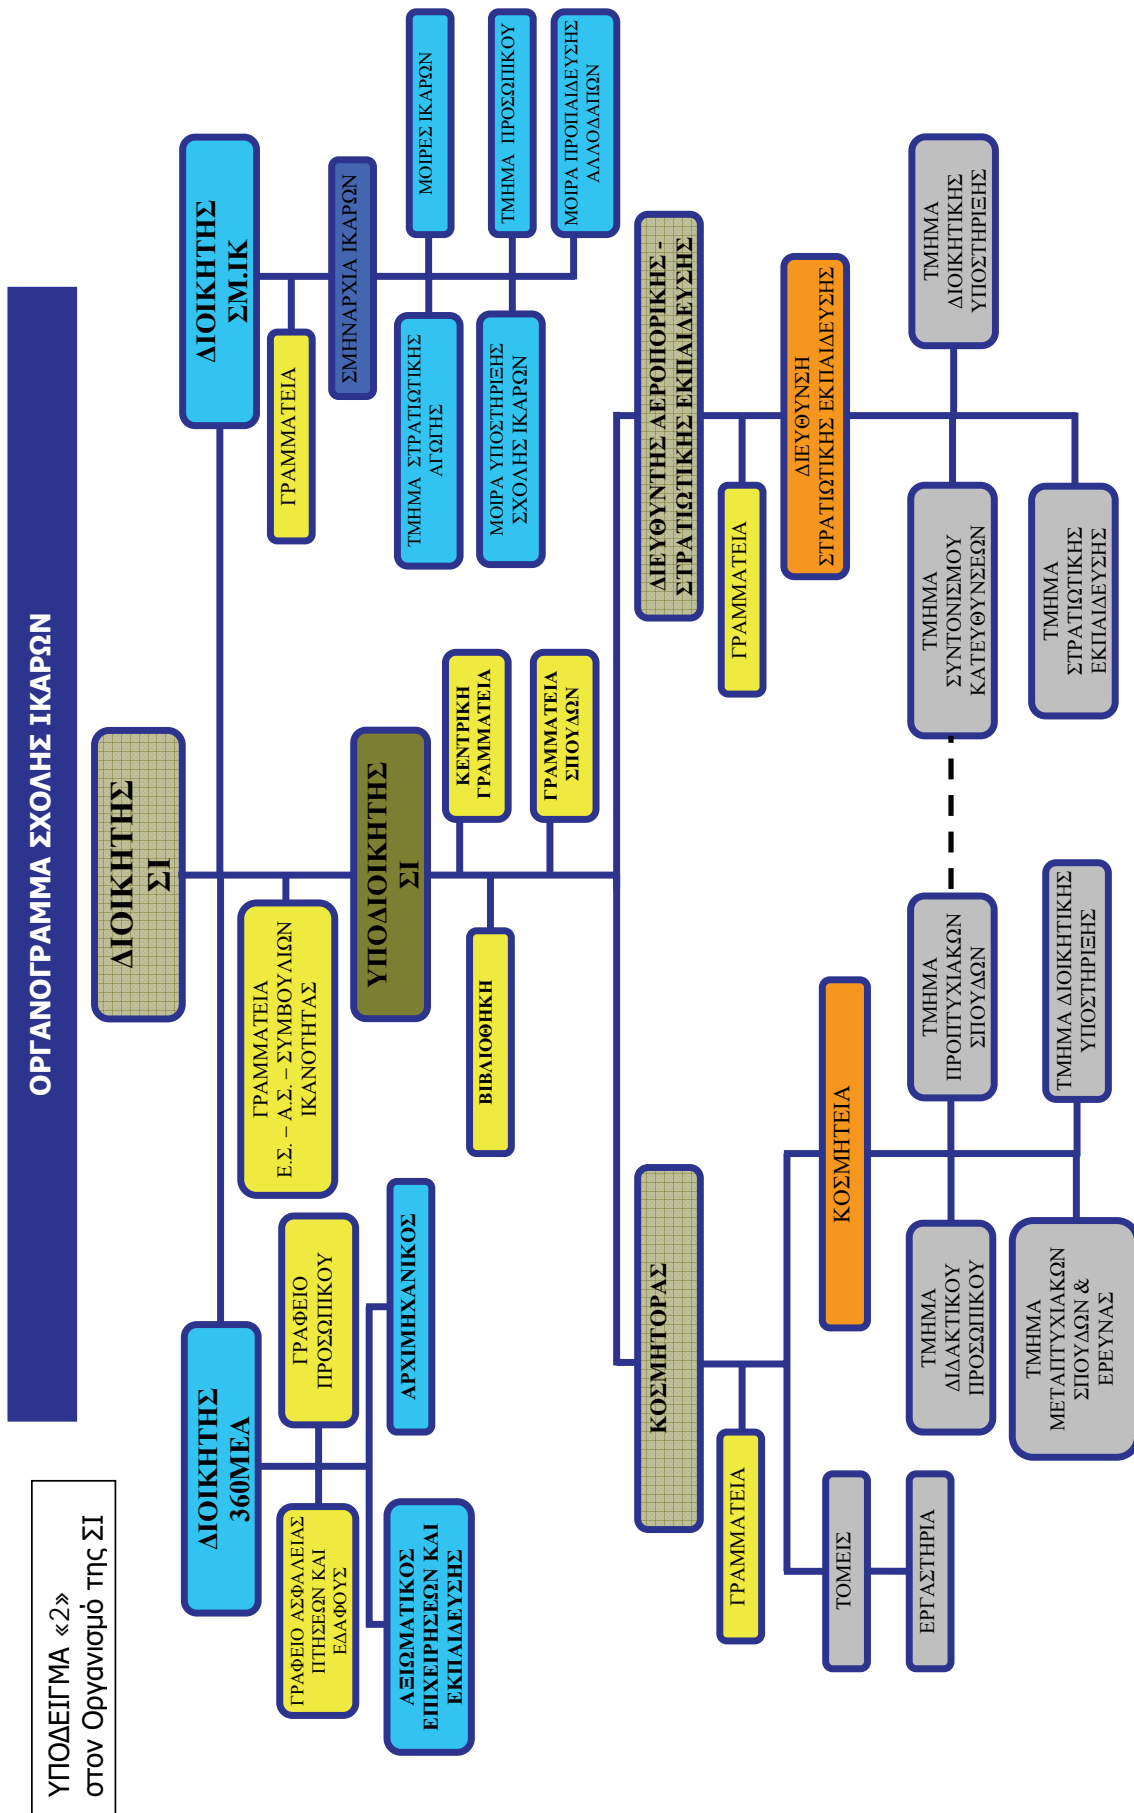 ΥΠΟΔΕΙΓΜΑ «2»
στον Οργανισμό της ΣΙ
ΟΡΓΑΝΟΓΡΑΜΜΑ ΣΧΟΛΗΣ ΙΚΑΡΩΝ
ΔΙΟΙΚΗΤΗΣ
ΣΙ
ΔΙΟΙΚΗΤΗΣ
360ΜΕΑ
ΔΙΟΙΚΗΤΗΣ
ΣΜ.ΙΚ
ΓΡΑΜΜΑΤΕΙΑ
Ε.Σ. – Α.Σ. – ΣΥΜΒΟΥΛΙΩΝ
ΙΚΑΝΟΤΗΤΑΣ
ΓΡΑΦΕΙΟ ΑΣΦΑΛΕΙΑΣ
ΠΤΗΣΕΩΝ ΚΑΙ
ΕΔΑΦΟΥΣ
ΓΡΑΦΕΙΟ
ΠΡΟΣΩΠΙΚΟΥ
ΑΞΙΩΜΑΤΙΚΟΣ
ΕΠΙΧΕΙΡΗΣΕΩΝ ΚΑΙ
ΕΚΠΑΙΔΕΥΣΗΣ
ΑΡΧΙΜΗΧΑΝΙΚΟΣ
ΓΡΑΜΜΑΤΕΙΑ
ΣΜΗΝΑΡΧΙΑ ΙΚΑΡΩΝ
ΤΜΗΜΑ ΣΤΡΑΤΙΩΤΙΚΗΣ
ΑΓΩΓΗΣ
ΜΟΙΡΕΣ ΙΚΑΡΩΝ
ΜΟΙΡΑ ΥΠΟΣΤΗΡΙΞΗΣ
ΣΧΟΛΗΣ ΙΚΑΡΩΝ
ΤΜΗΜΑ ΠΡΟΣΩΠΙΚΟΥ
ΜΟΙΡΑ ΠΡΟΠΑΙΔΕΥΣΗΣ
ΑΛΛΟΔΑΠΩΝ
ΥΠΟΔΙΟΙΚΗΤΗΣ
ΣΙ
ΚΕΝΤΡΙΚΗ
ΓΡΑΜΜΑΤΕΙΑ
ΒΙΒΛΙΟΘΗΚΗ
ΓΡΑΜΜΑΤΕΙΑ
ΣΠΟΥΔΩΝ
ΚΟΣΜΗΤΟΡΑΣ
ΔΙΕΥΘΥΝΤΗΣ ΑΕΡΟΠΟΡΙΚΗΣ -
ΣΤΡΑΤΙΩΤΙΚΗΣ ΕΚΠΑΙΔΕΥΣΗΣ
ΓΡΑΜΜΑΤΕΙΑ
ΓΡΑΜΜΑΤΕΙΑ
ΤΟΜΕΙΣ
ΚΟΣΜΗΤΕΙΑ
ΔΙΕΥΘΥΝΣΗ
ΣΤΡΑΤΙΩΤΙΚΗΣ ΕΚΠΑΙΔΕΥΣΗΣ
ΕΡΓΑΣΤΗΡΙΑ
ΤΜΗΜΑ
ΔΙΔΑΚΤΙΚΟΥ
ΠΡΟΣΩΠΙΚΟΥ
ΤΜΗΜΑ
ΠΡΟΠΤΥΧΙΑΚΩΝ
ΣΠΟΥΔΩΝ
ΤΜΗΜΑ
ΣΥΝΤΟΝΙΣΜΟΥ
ΚΑΤΕΥΘΥΝΣΕΩΝ
ΤΜΗΜΑ
ΔΙΟΙΚΗΤΙΚΗΣ
ΥΠΟΣΤΗΡΙΞΗΣ
ΤΜΗΜΑ
ΜΕΤΑΠΤΥΧΙΑΚΩΝ
ΣΠΟΥΔΩΝ &
ΕΡΕΥΝΑΣ
ΤΜΗΜΑ ΔΙΟΙΚΗΤΙΚΗΣ
ΥΠΟΣΤΗΡΙΞΗΣ
ΤΜΗΜΑ
ΣΤΡΑΤΙΩΤΙΚΗΣ
ΕΚΠΑΙΔΕΥΣΗΣ